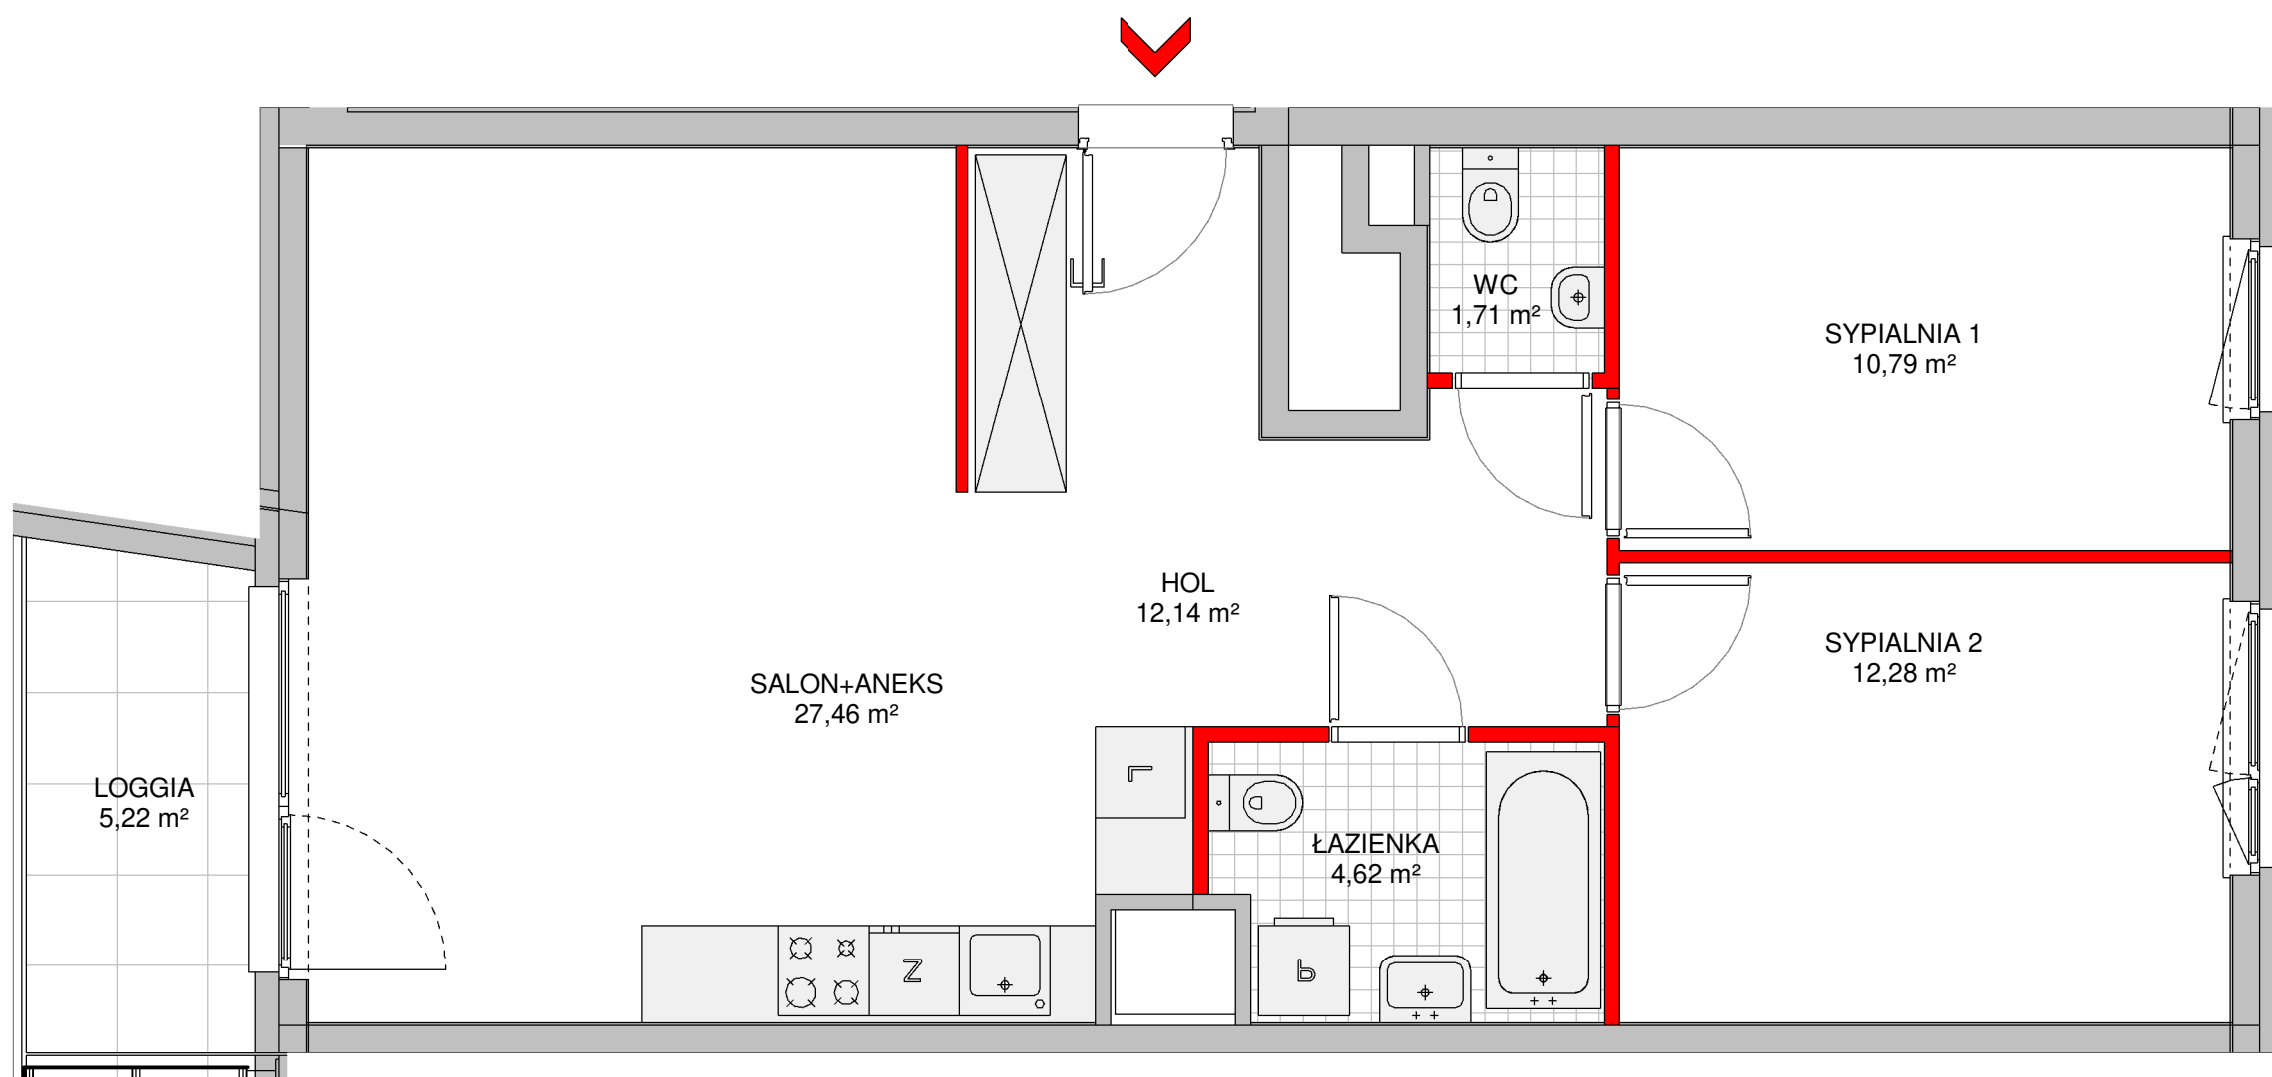 WC
1,71 m²
SYPIALNIA 1
10,79 m²
HOL
12,14 m²
SYPIALNIA 2
12,28 m²
SALON+ANEKS
27,46 m²
LOGGIA
5,22 m²
L
ŁAZIENKA
4,62 m²
Z
P